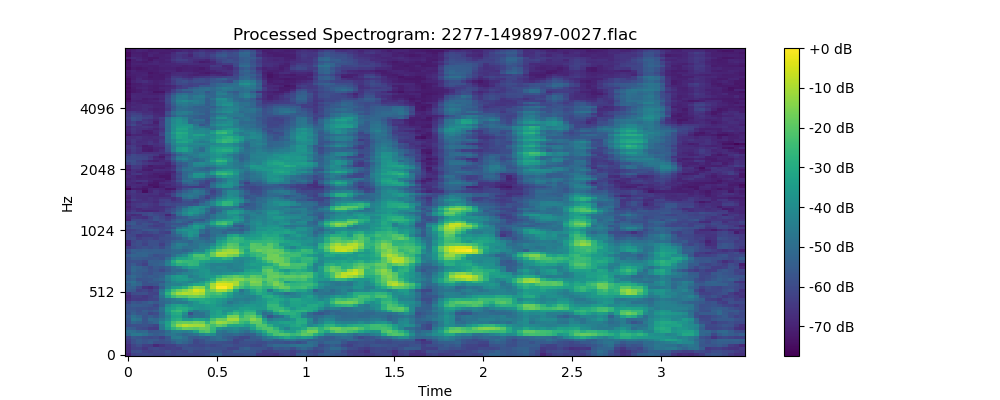 Processed Spectrogram: 2277-149897-0027.flac
Hz
4096
2048
1024
512
0
0
0.5
1
1.5
2
2.5
3
Time
+0 dB
-10 dB
-20 dB
-30 dB
-40 dB
-50 dB
-60 dB
-70 dB